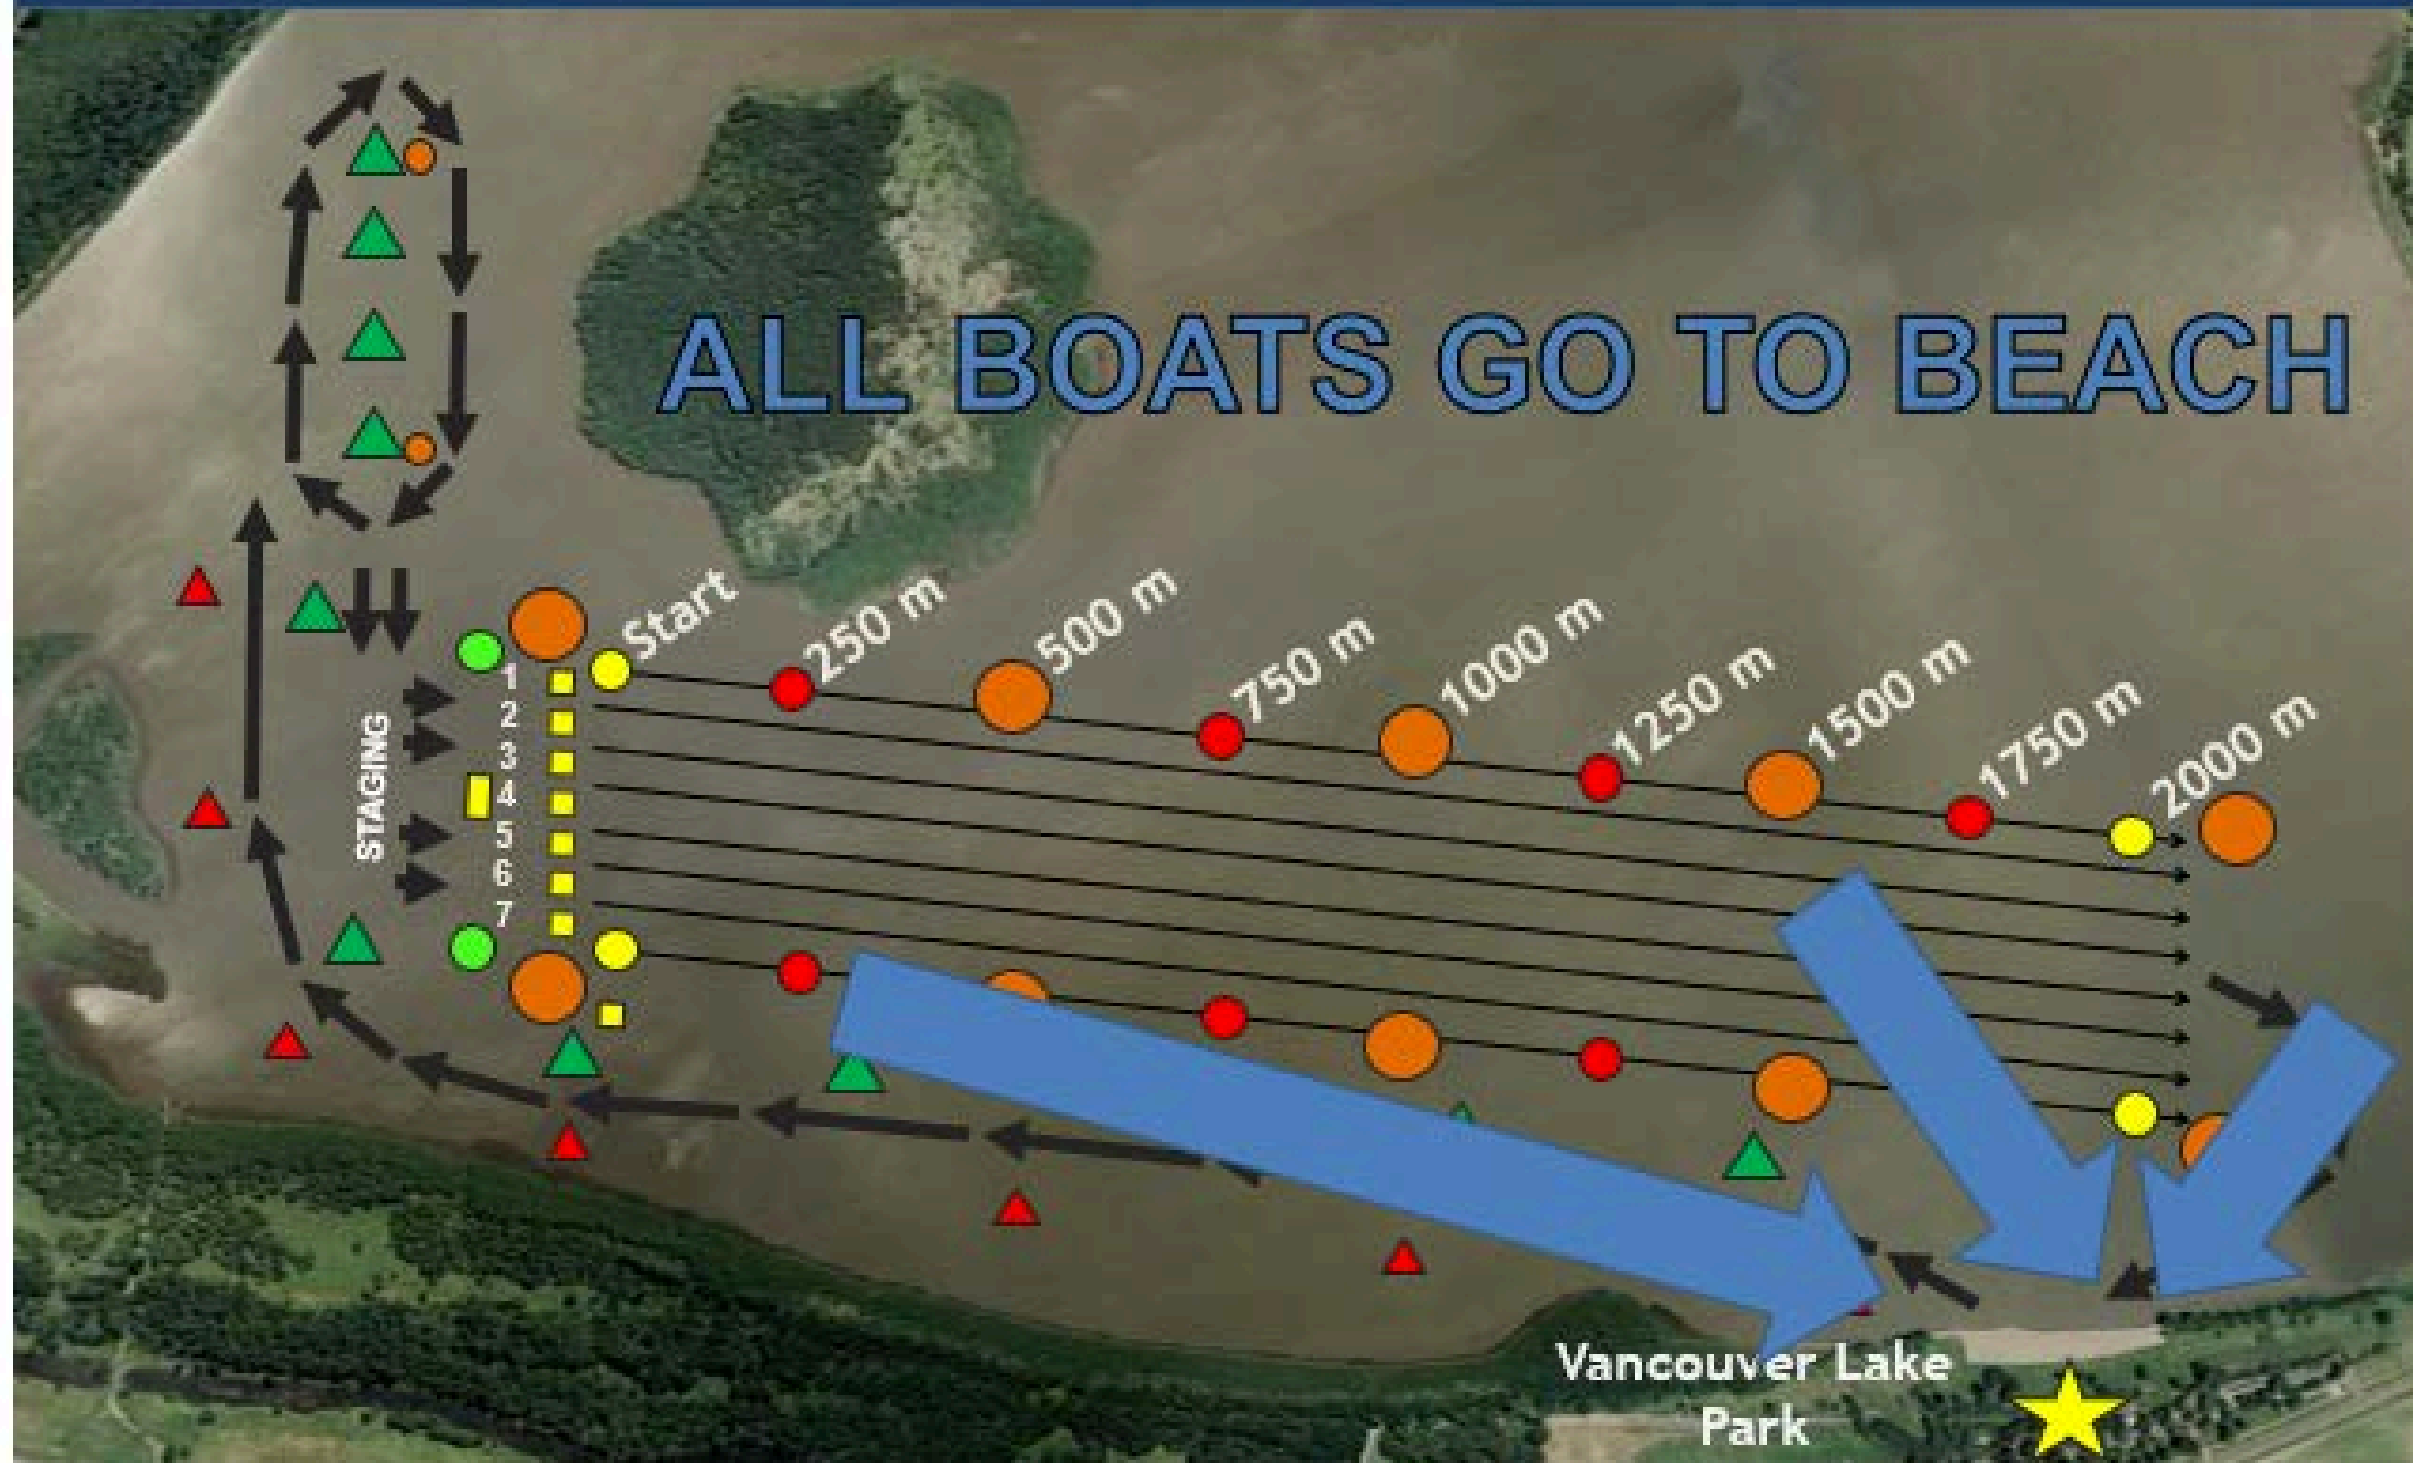 ALL BOATS GO TO BEACH
Start
250 m
500 m
750 m
1000 m
1250 m
1500 m
1750 m
2000 m
STAGING
1
2
3
4
5
6
7
Vancouver Lake
Park